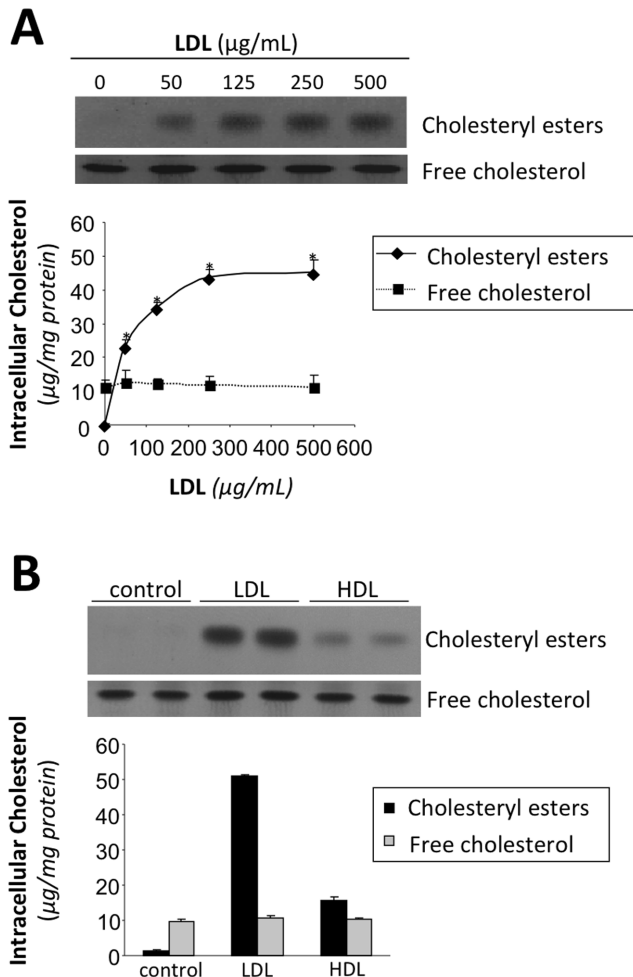 A
LDL (μg/mL)
0 50 125 250 500
Cholesteryl esters
Free cholesterol
Intracellular Cholesterol
(μg/mg protein)
60
50
40
30
20
10
0
* * * *
0 100 200 300 400 500 600
LDL (μg/mL)
Cholesteryl esters
Free cholesterol
B
control LDL HDL
Cholesteryl esters
Free cholesterol
Intracellular Cholesterol
(μg/mg protein)
60
50
40
30
20
10
0
control LDL HDL
Cholesteryl esters
Free cholesterol